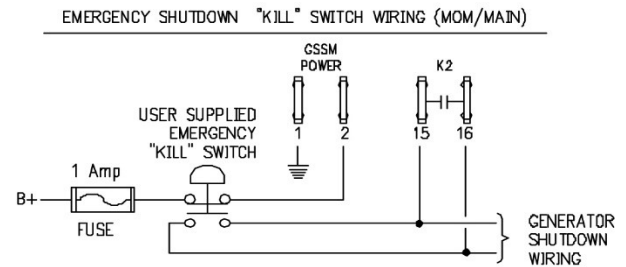 EMERGENCY SHUTDOWN "KILL" SWITCH WIRING (MOM/MAIN)
GSSM
POWER
K2
USER SUPPLIED
EMERGENCY
"KILL" SWITCH
1 2 15 16
1 Amp
B+
FUSE
GENERATOR
SHUTDOWN
WIRING